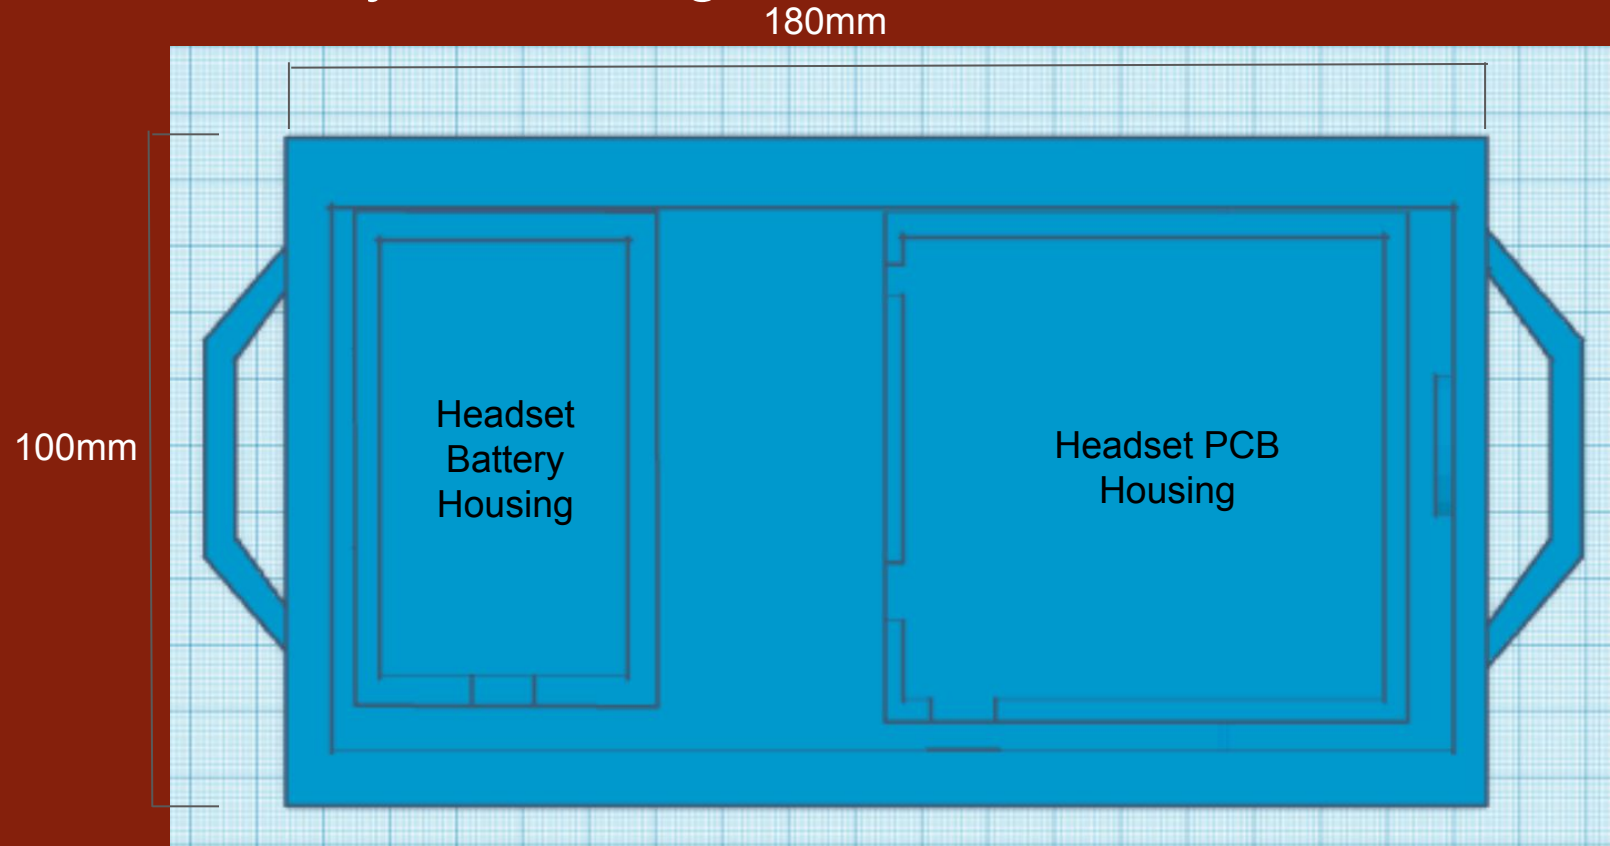 180mm
100mm
Headset
Battery
Housing
Headset PCB
Housing